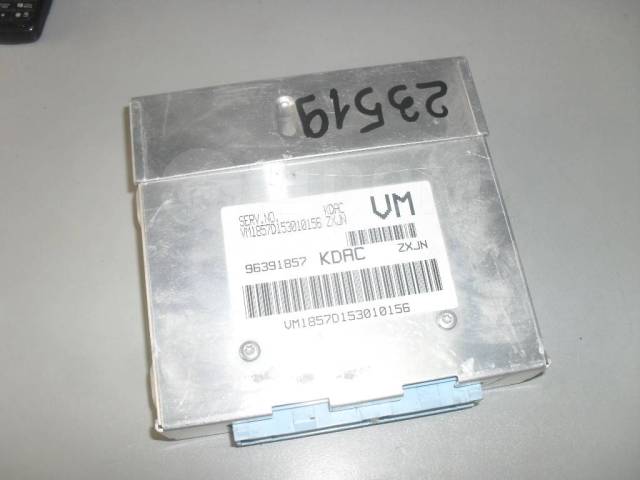 23519
SERV.NO. KDAC
VM1857D153010156 ZXJN
VM
96391857 KDAC ZXJN
VM1857D153010156